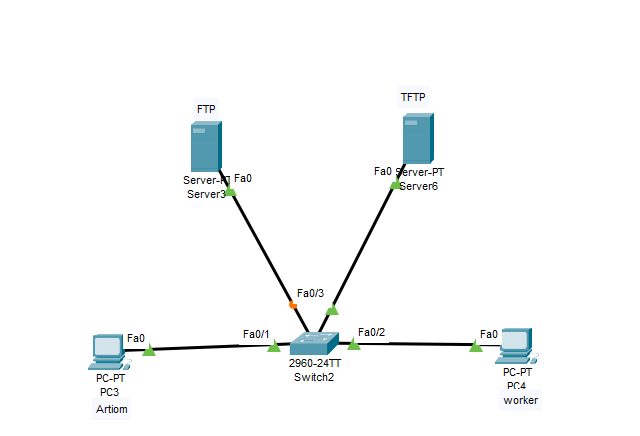 FTP
TFTP
Server-PT
Server3
Fa0
Fa0
Server-PT
Server6
Fa0/3
Fa0
Fa0/1
Fa0/2
Fa0
2960-24TT
Switch2
PC-PT
PC3
Artiom
PC-PT
PC4
worker